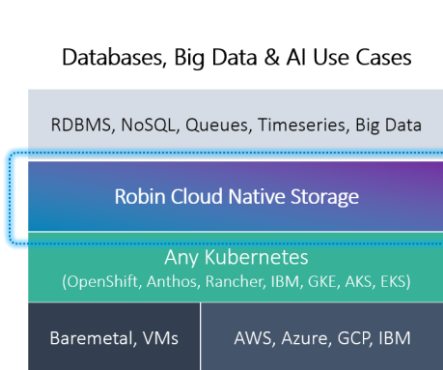 Databases, Big Data & AI Use Cases
RDBMS, NoSQL, Queues, Timeseries, Big Data
Robin Cloud Native Storage
Any Kubernetes
(OpenShift, Anthos, Rancher, IBM, GKE, AKS, EKS)
Baremetal, VMs
AWS, Azure, GCP, IBM